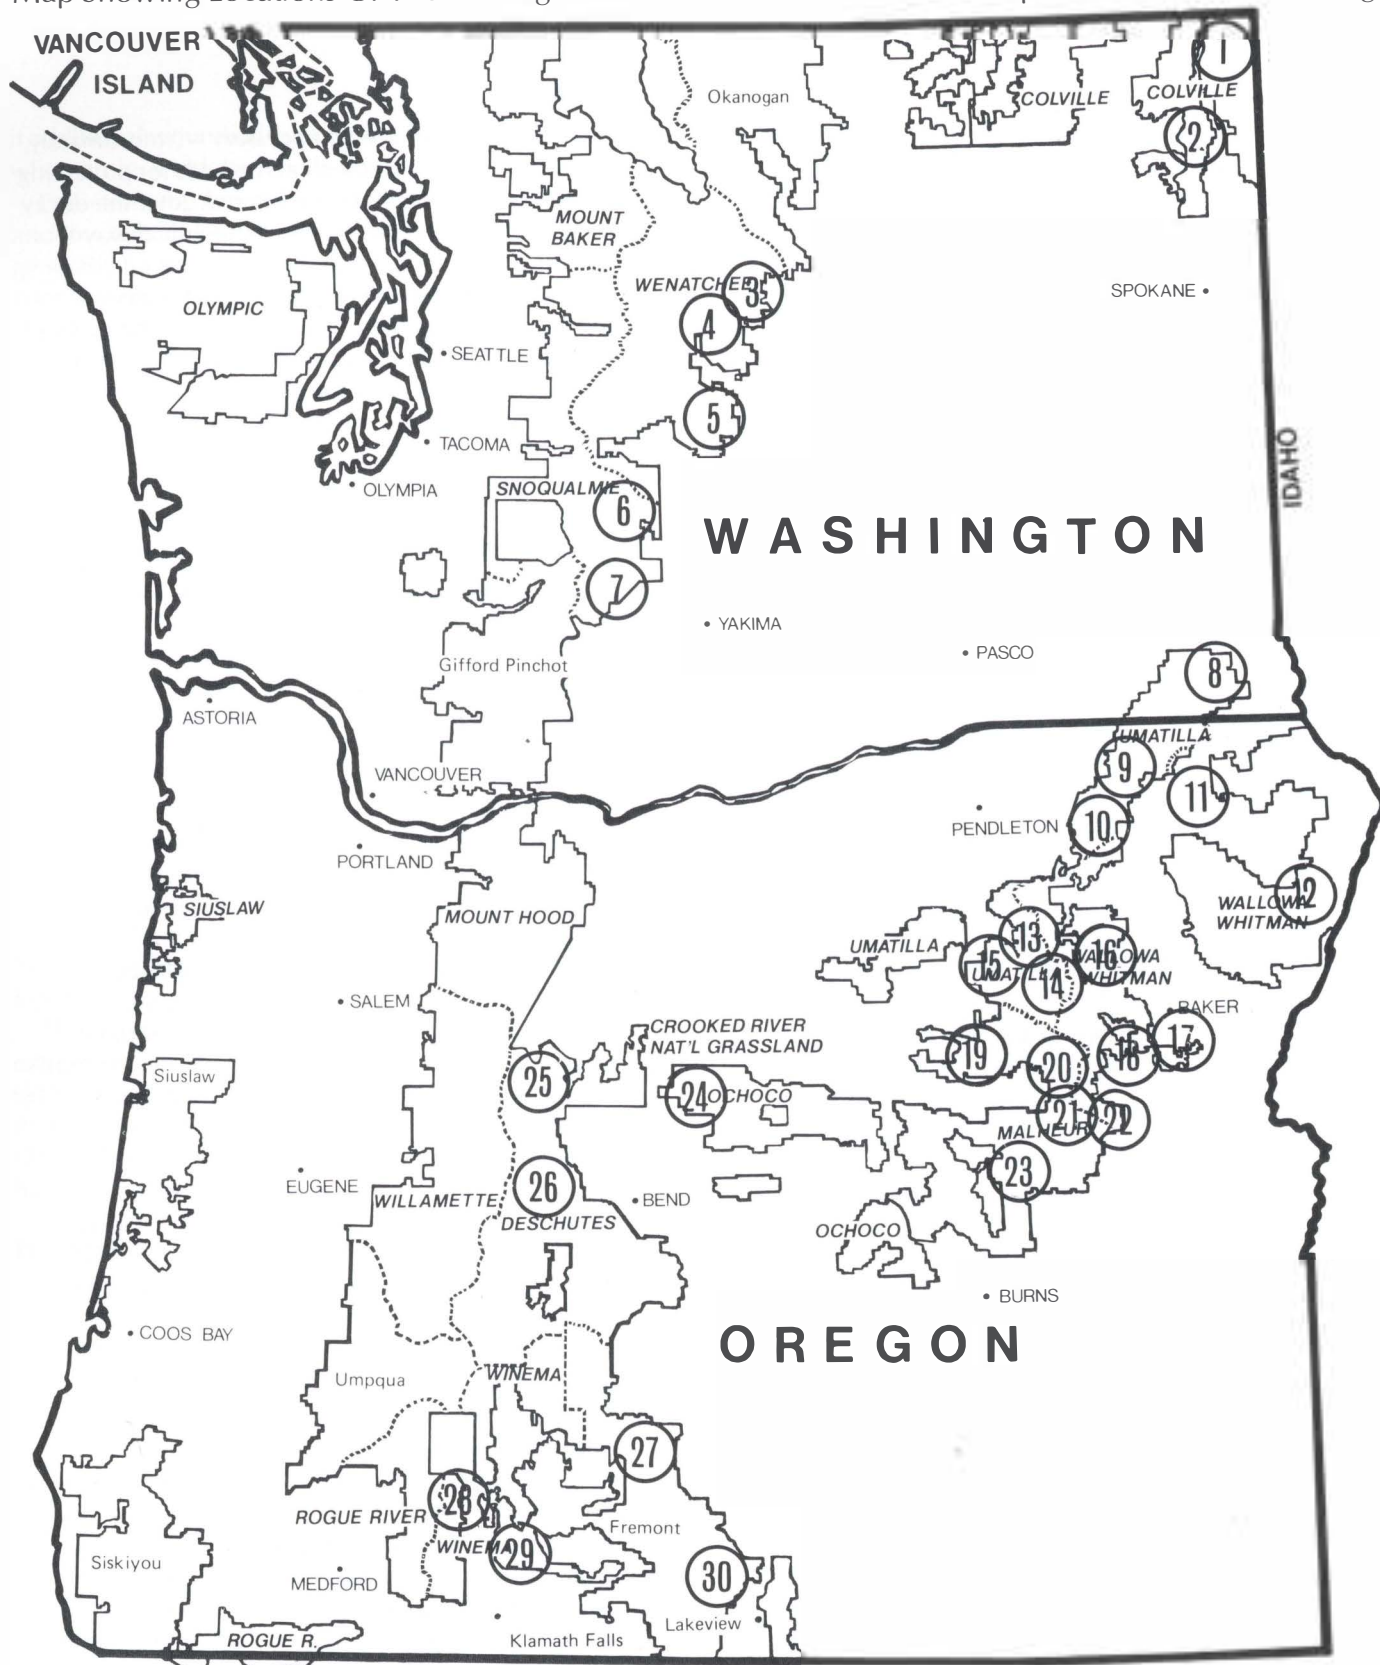 Map Showing Locations
VANCOUVER
ISLAND
1
Okanogan
COLVILLE
COLVILLE
2
MOUNT
BAKER
WENATCHEE
3
SPOKANE
OLYMPIC
4
SEATTLE
5
TACOMA
IDAHO
OLYMPIA
SNOQUALMIE
6
WASHINGTON
7
YAKIMA
PASCO
Gifford Pinchot
8
ASTORIA
UMATILLA
VANCOUVER
9
11
PENDLETON
10
PORTLAND
12
SIUSLAW
MOUNT HOOD
WALLOWA
WHITMAN
UMATILLA
13
15
16
WALLOWA
WHITMAN
UMATILLA
14
SALEM
BAKER
CROOKED RIVER
NAT'L GRASSLAND
17
19
18
20
Siuslaw
25
24
OCHOCO
21
22
MALHEUR
23
EUGENE
WILLAMETTE
26
BEND
DESCHUTES
OCHOCO
BURNS
COOS BAY
OREGON
Umpqua
WINEMA
27
28
ROGUE RIVER
Fremont
WINEMA
29
Siskiyou
MEDFORD
30
Lakeview
ROGUE R.
Klamath Falls